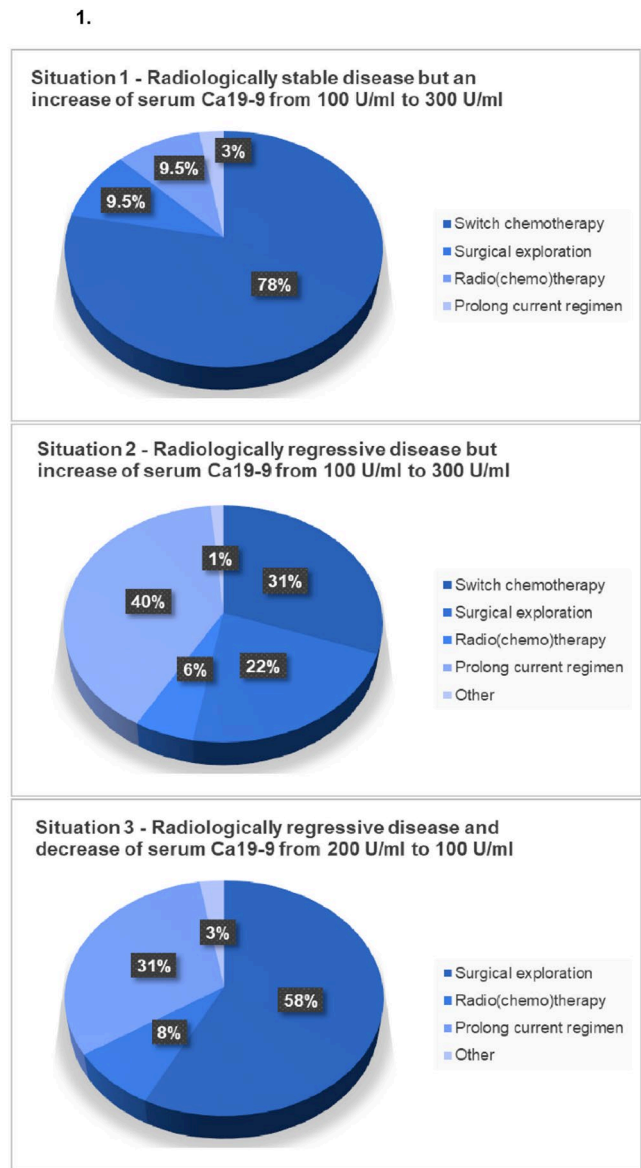 1.
Situation 1 - Radiologically stable disease but an
increase of serum Ca19-9 from 100 U/ml to 300 U/ml
3%
9.5%
9.5%
78%
Switch chemotherapy
Surgical exploration
Radio(chemo)therapy
Prolong current regimen
Situation 2 - Radiologically regressive disease but
increase of serum Ca19-9 from 100 U/ml to 300 U/ml
1%
31%
40%
6%
22%
Switch chemotherapy
Surgical exploration
Radio(chemo)therapy
Prolong current regimen
Other
Situation 3 - Radiologically regressive disease and
decrease of serum Ca19-9 from 200 U/ml to 100 U/ml
3%
31%
58%
8%
Surgical exploration
Radio(chemo)therapy
Prolong current regimen
Other